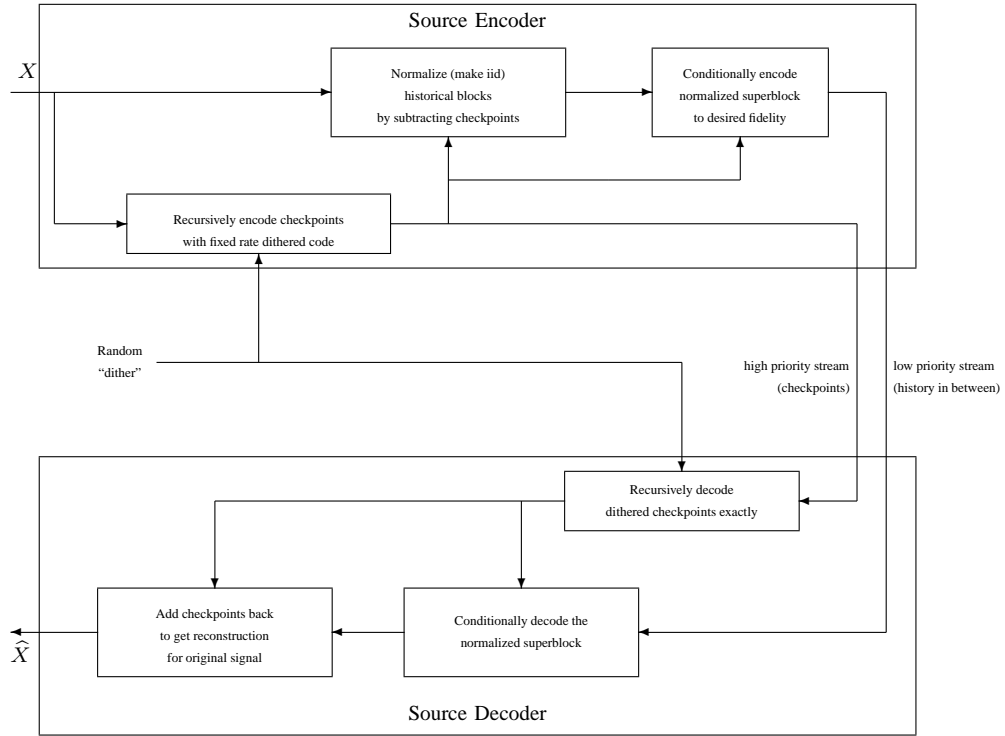 Source Encoder
X
Normalize (make iid)
historical blocks
by subtracting checkpoints
Conditionally encode
normalized superblock
to desired fidelity
Recursively encode checkpoints
with fixed rate dithered code
Random
“dither”
high priority stream
(checkpoints)
low priority stream
(history in between)
Recursively decode
dithered checkpoints exactly
Add checkpoints back
to get reconstruction
for original signal
Conditionally decode the
normalized superblock
X̂
Source Decoder